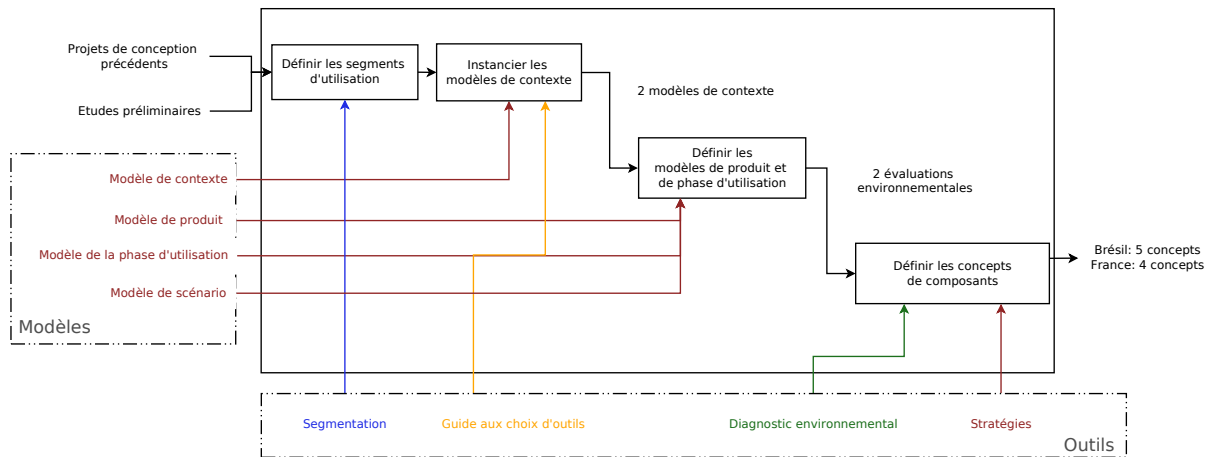 Projets de conception
précédents
Etudes préliminaires
Définir les segments
d'utilisation
Instancier les
modèles de contexte
2 modèles de contexte
Définir les
modèles de produit et
de phase d'utilisation
2 évaluations
environnementales
Définir les concepts
de composants
Brésil: 5 concepts
France: 4 concepts
Modèle de contexte
Modèle de produit
Modèle de la phase d'utilisation
Modèle de scénario
Modèles
Segmentation
Guide aux choix d'outils
Diagnostic environnemental
Stratégies
Outils